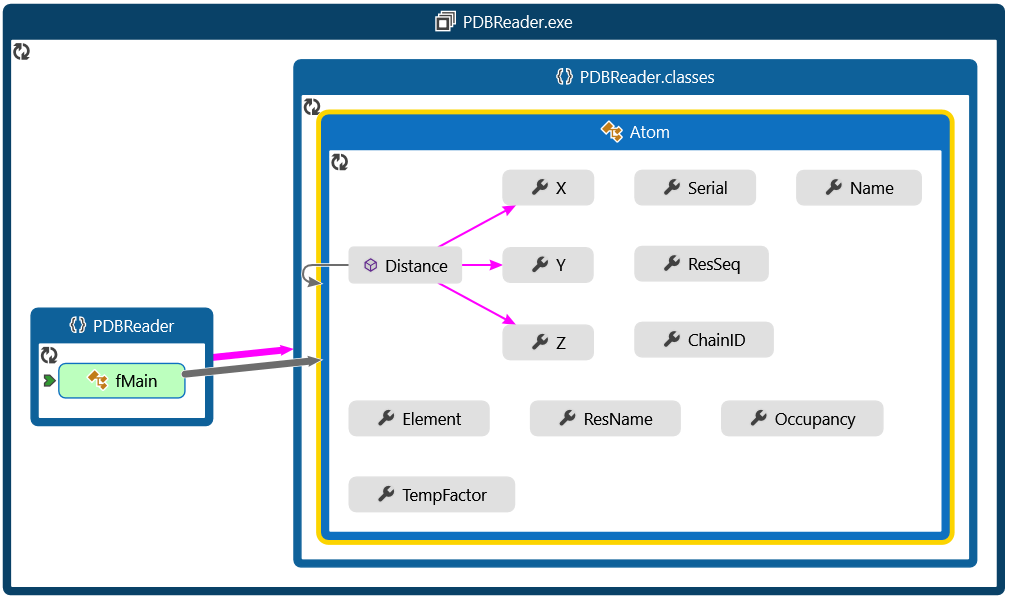 PDBReader.exe
PDBReader.classes
Atom
X
Serial
Name
Distance
Y
ResSeq
Z
ChainID
PDBReader
fMain
Element
ResName
Occupancy
TempFactor